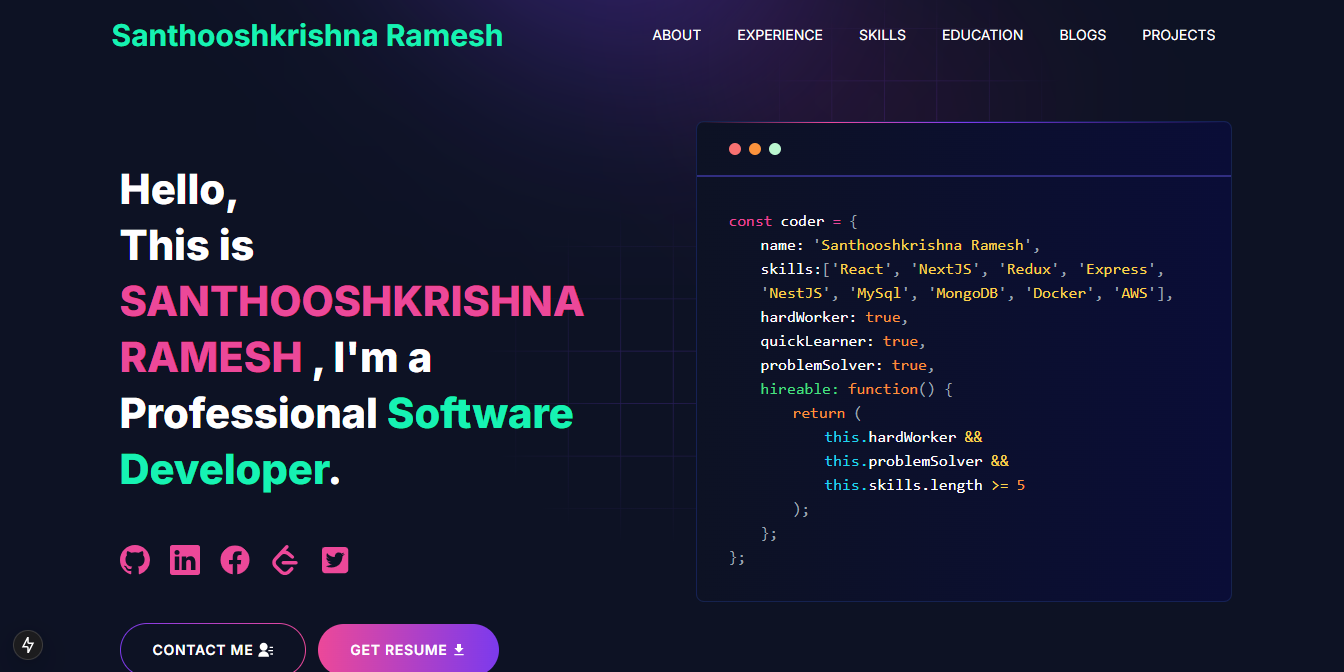 Santhooshkrishna Ramesh
ABOUT EXPERIENCE SKILLS EDUCATION BLOGS PROJECTS
Hello,
This is
SANTHOOSHKRISHNA
RAMESH , I'm a
Professional Software
Developer.
CONTACT ME
GET RESUME
const coder = {
name: 'Santhooshkrishna Ramesh',
skills:['React', 'NextJS', 'Redux', 'Express',
'NestJS', 'MySql', 'MongoDB', 'Docker', 'AWS'],
hardWorker: true,
quickLearner: true,
problemSolver: true,
hireable: function() {
return (
this.hardWorker &&
this.problemSolver &&
this.skills.length >= 5
);
};
};